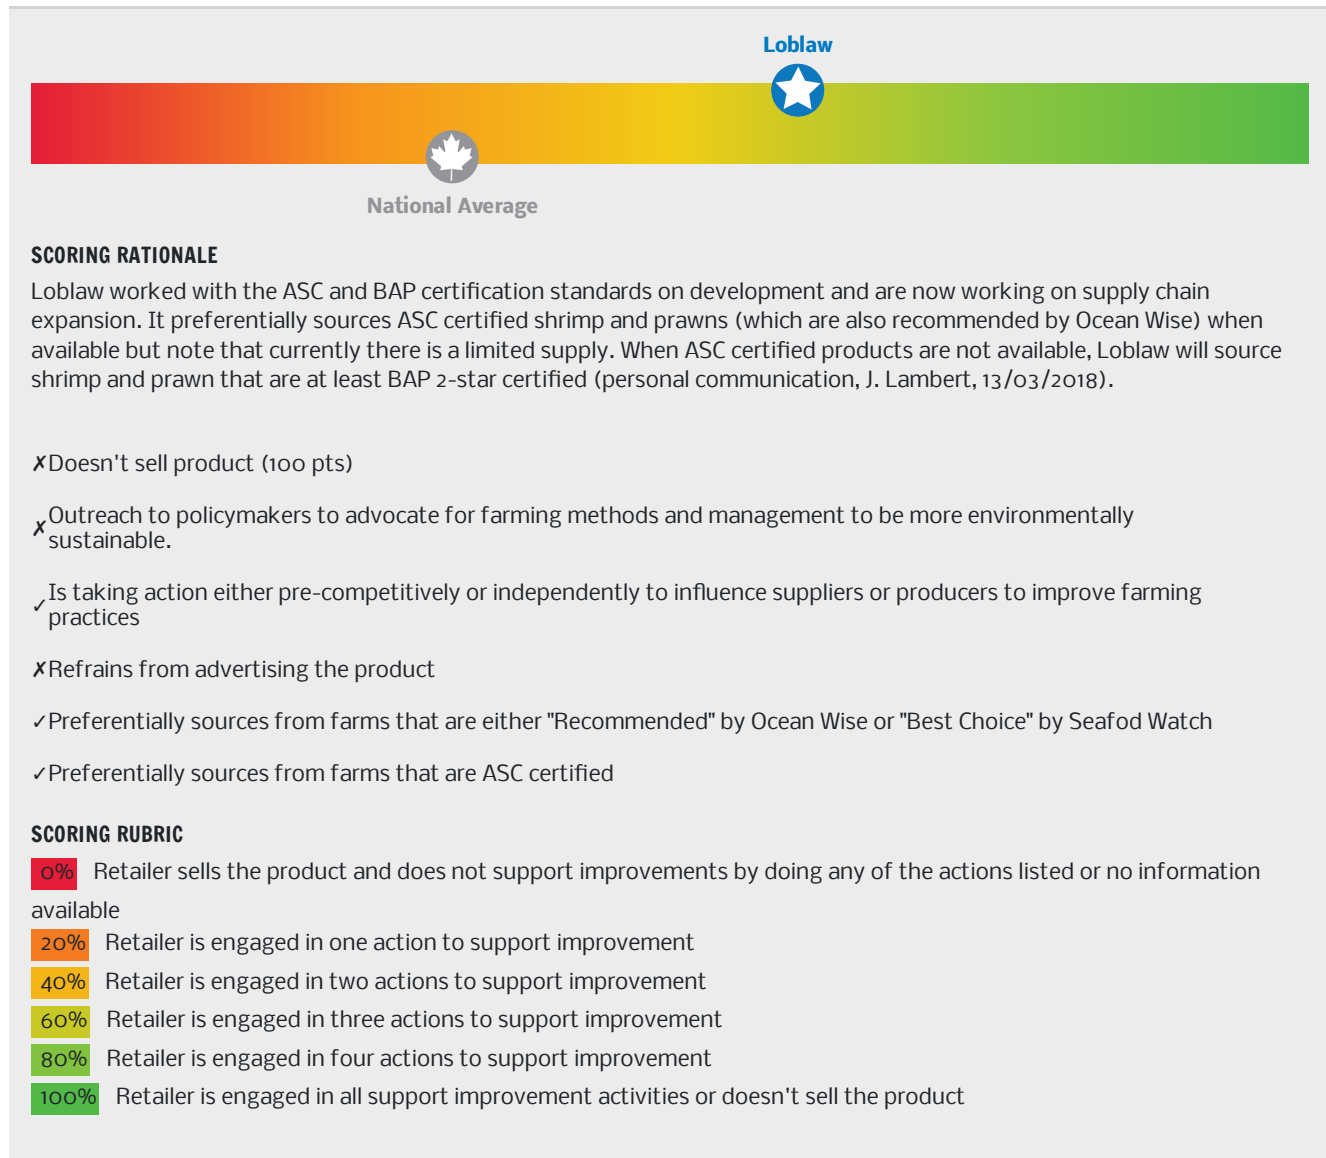 Loblaw
National Average
SCORING RATIONALE
Loblaw worked with the ASC and BAP certification standards on development and are now working on supply chain
expansion. It preferentially sources ASC certified shrimp and prawns (which are also recommended by Ocean Wise) when
available but note that currently there is a limited supply. When ASC certified products are not available, Loblaw will source
shrimp and prawn that are at least BAP 2-star certified (personal communication, J. Lambert, 13/03/2018).
✗Doesn't sell product (100 pts)
✗Outreach to policymakers to advocate for farming methods and management to be more environmentally
sustainable.
✓Is taking action either pre-competitively or independently to influence suppliers or producers to improve farming
practices
✗Refrains from advertising the product
✓Preferentially sources from farms that are either "Recommended" by Ocean Wise or "Best Choice" by Seafod Watch
✓Preferentially sources from farms that are ASC certified
SCORING RUBRIC
0% Retailer sells the product and does not support improvements by doing any of the actions listed or no information
available
20% Retailer is engaged in one action to support improvement
40% Retailer is engaged in two actions to support improvement
60% Retailer is engaged in three actions to support improvement
80% Retailer is engaged in four actions to support improvement
100% Retailer is engaged in all support improvement activities or doesn't sell the product